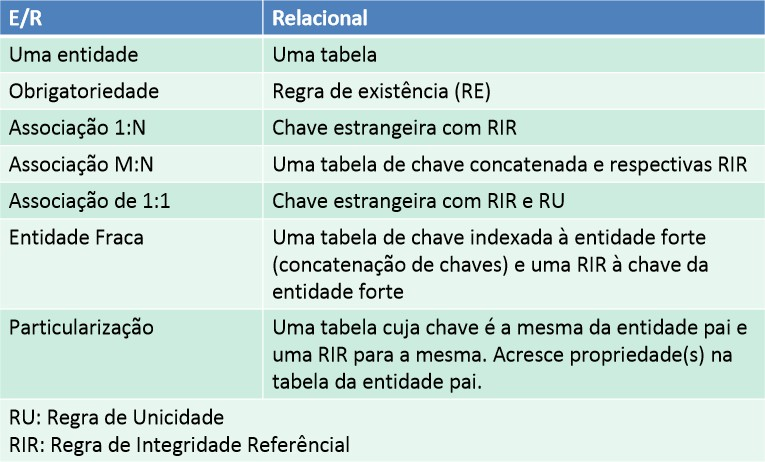 E/R Relacional
Uma entidade Uma tabela
Obrigatoriedade Regra de existência (RE)
Associação 1:N Chave estrangeira com RIR
Associação M:N Uma tabela de chave concatenada e respectivas RIR
Associação de 1:1 Chave estrangeira com RIR e RU
Entidade Fraca Uma tabela de chave indexada à entidade forte
(concatenação de chaves) e uma RIR à chave da
entidade forte
Particularização Uma tabela cuja chave é a mesma da entidade pai e
uma RIR para a mesma. Acresce propriedade(s) na
tabela da entidade pai.
RU: Regra de Unicidade
RIR: Regra de Integridade Referêncial